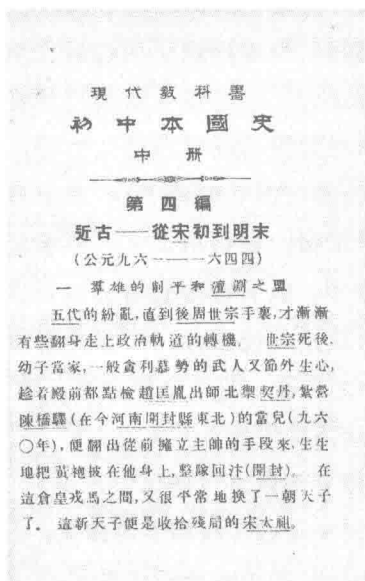 現代敎科書
初中本國史
中册
第四編
近古——從宋初到明末
(公元九六一——一六四四)
一 羣雄的削平和澶淵之盟
五代的紛亂,直到後周世宗手裏,才漸漸
有些翻身走上政治軌道的轉機。 世宗死後,
幼子當家,一般貪利慕勢的武人又節外生心,
趁着殿前都點檢趙匡胤出師北禦契丹,紮營
陳橋驛(在今河南開封縣東北)的當兒(九六
〇年),便翻出從前擁立主帥的手段來,生生
地把黃袍披在他身上,整隊回汴(開封)。 在
這倉皇戎馬之間,又很平常地換了一朝天子
了。 這新天子便是收拾殘局的宋太祖。